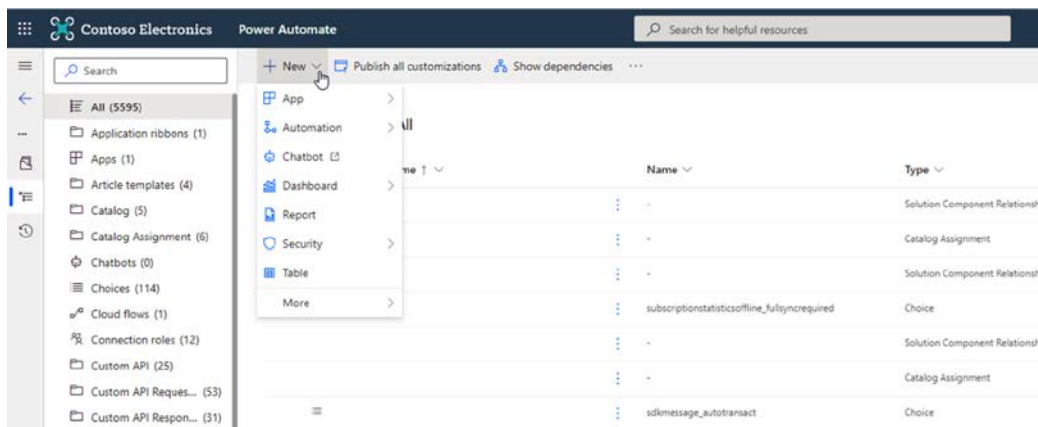 Contoso Electronics Power Automate Search for helpful resources
Search
New Publish all customizations Show dependencies ...
All (5595)
Application ribbons (1)
Apps (1)
Article templates (4)
Catalog (5)
Catalog Assignment (6)
Chatbots (0)
Choices (114)
Cloud flows (1)
Connection roles (12)
Custom API (25)
Custom API Reques... (53)
Custom API Respon... (31)
App
Automation
Chatbot
Dashboard
Report
Security
Table
More
Name Type
- Solution Component Relationsh
- Catalog Assignment
- Solution Component Relationsh
subscriptionstatisticsoffline_fullsyncrequired Choice
- Solution Component Relationsh
- Catalog Assignment
sdkmessage_autotransact Choice